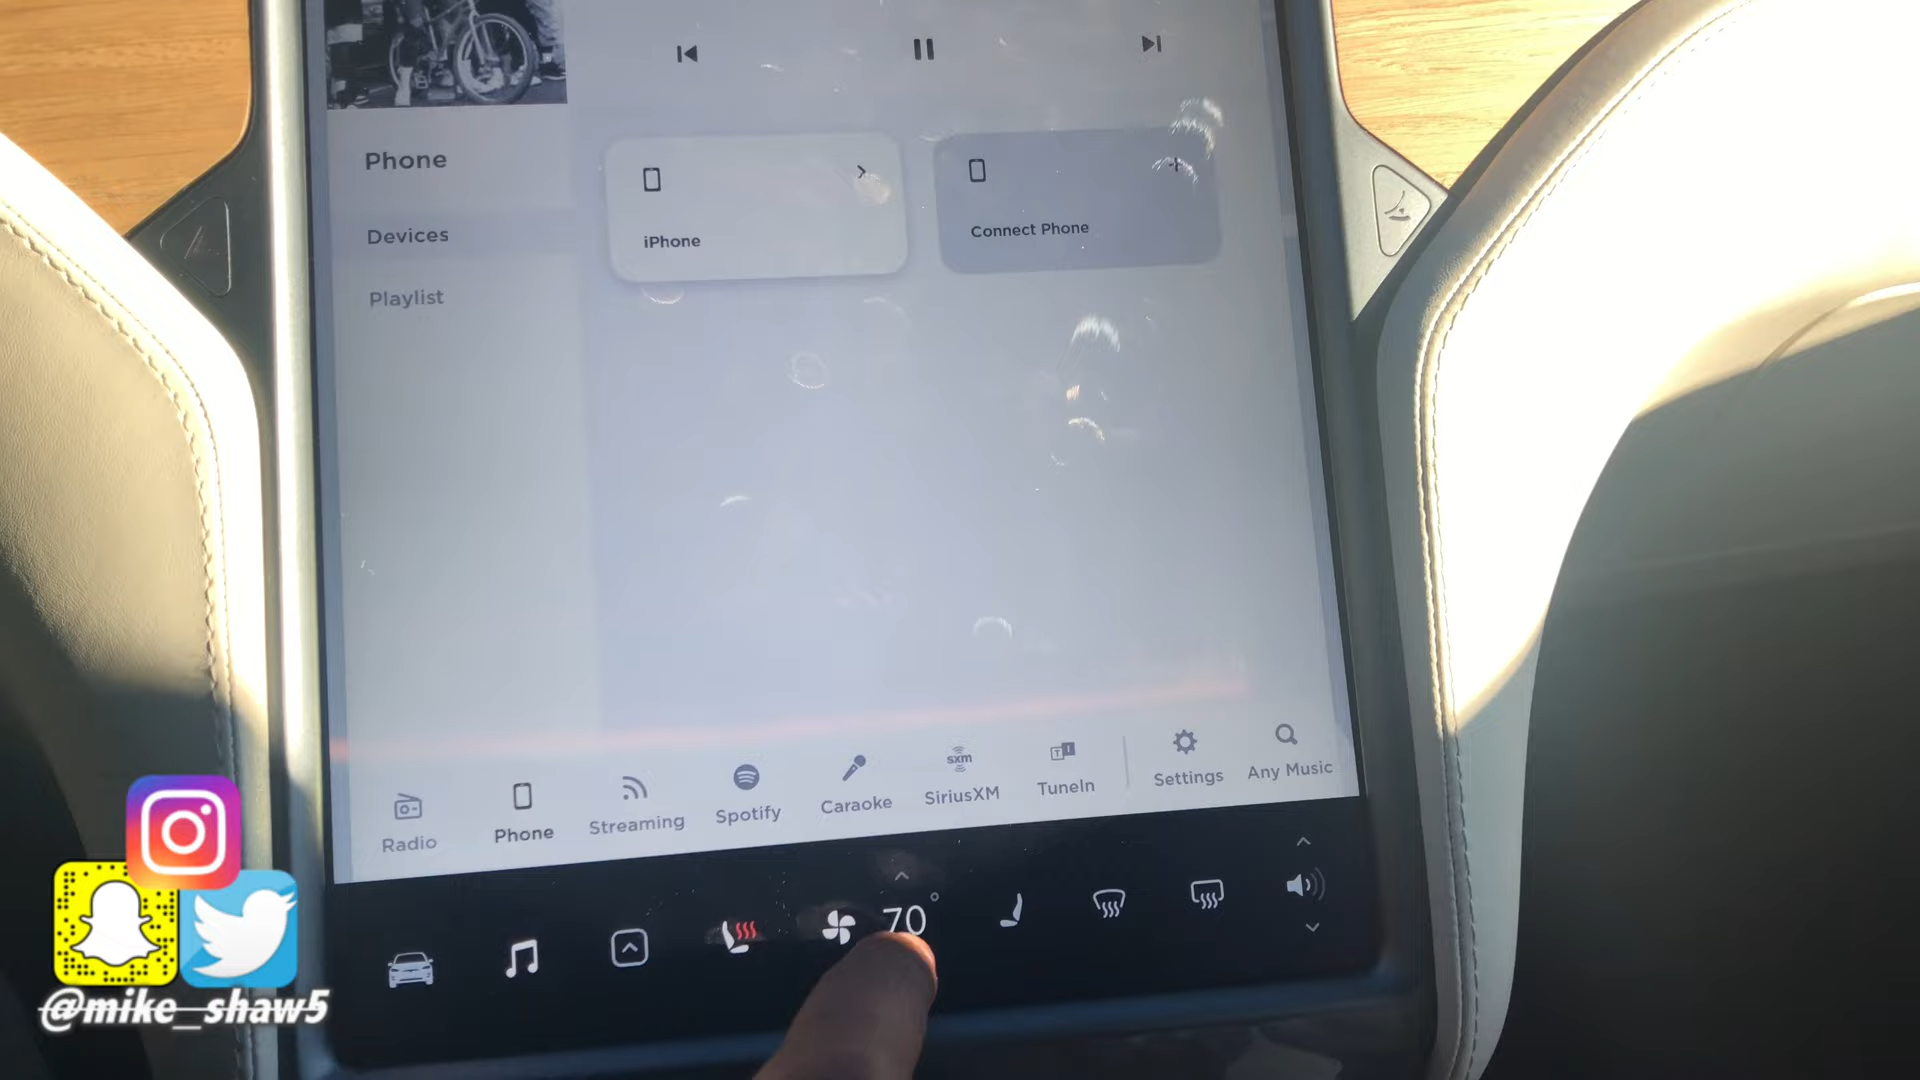 Phone
Devices
Playlist
iPhone
Connect Phone
Radio
Phone
Streaming
Spotify
Caraoke
sxm
SiriusXM
TI
TuneIn
Settings
Any Music
70°
@mike_shaw5